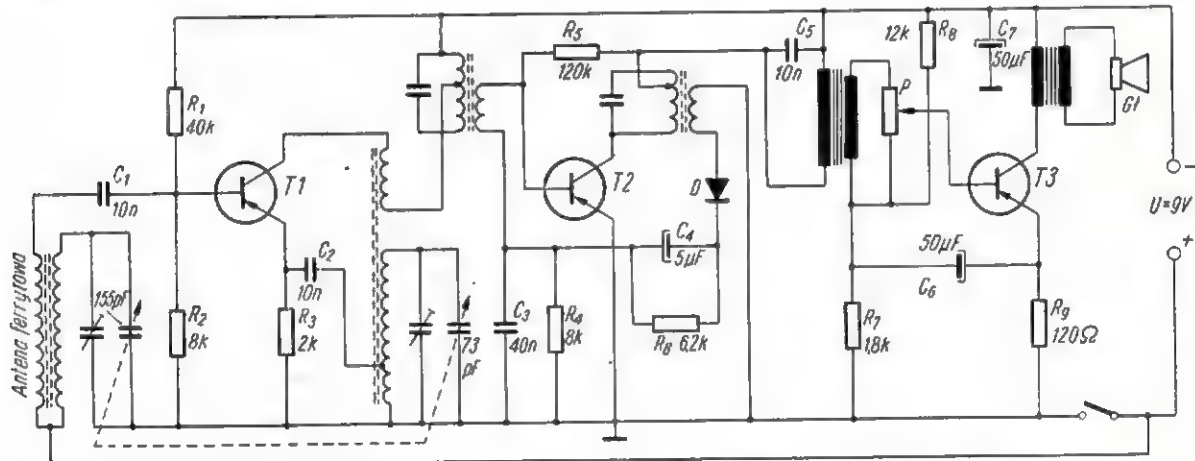 Antena ferrytowa
155pF
C1
10n
R1
40k
R2
8k
T1
C2
10n
R3
2k
73
pF
C3
40n
R5
120k
T2
R4
8k
C4
5µF
D
R6 6,2k
C5
10n
P
12k
R8
R7
1,8k
C7
50µF
50µF
C6
T3
R9
120Ω
Gł
−
U=9V
+